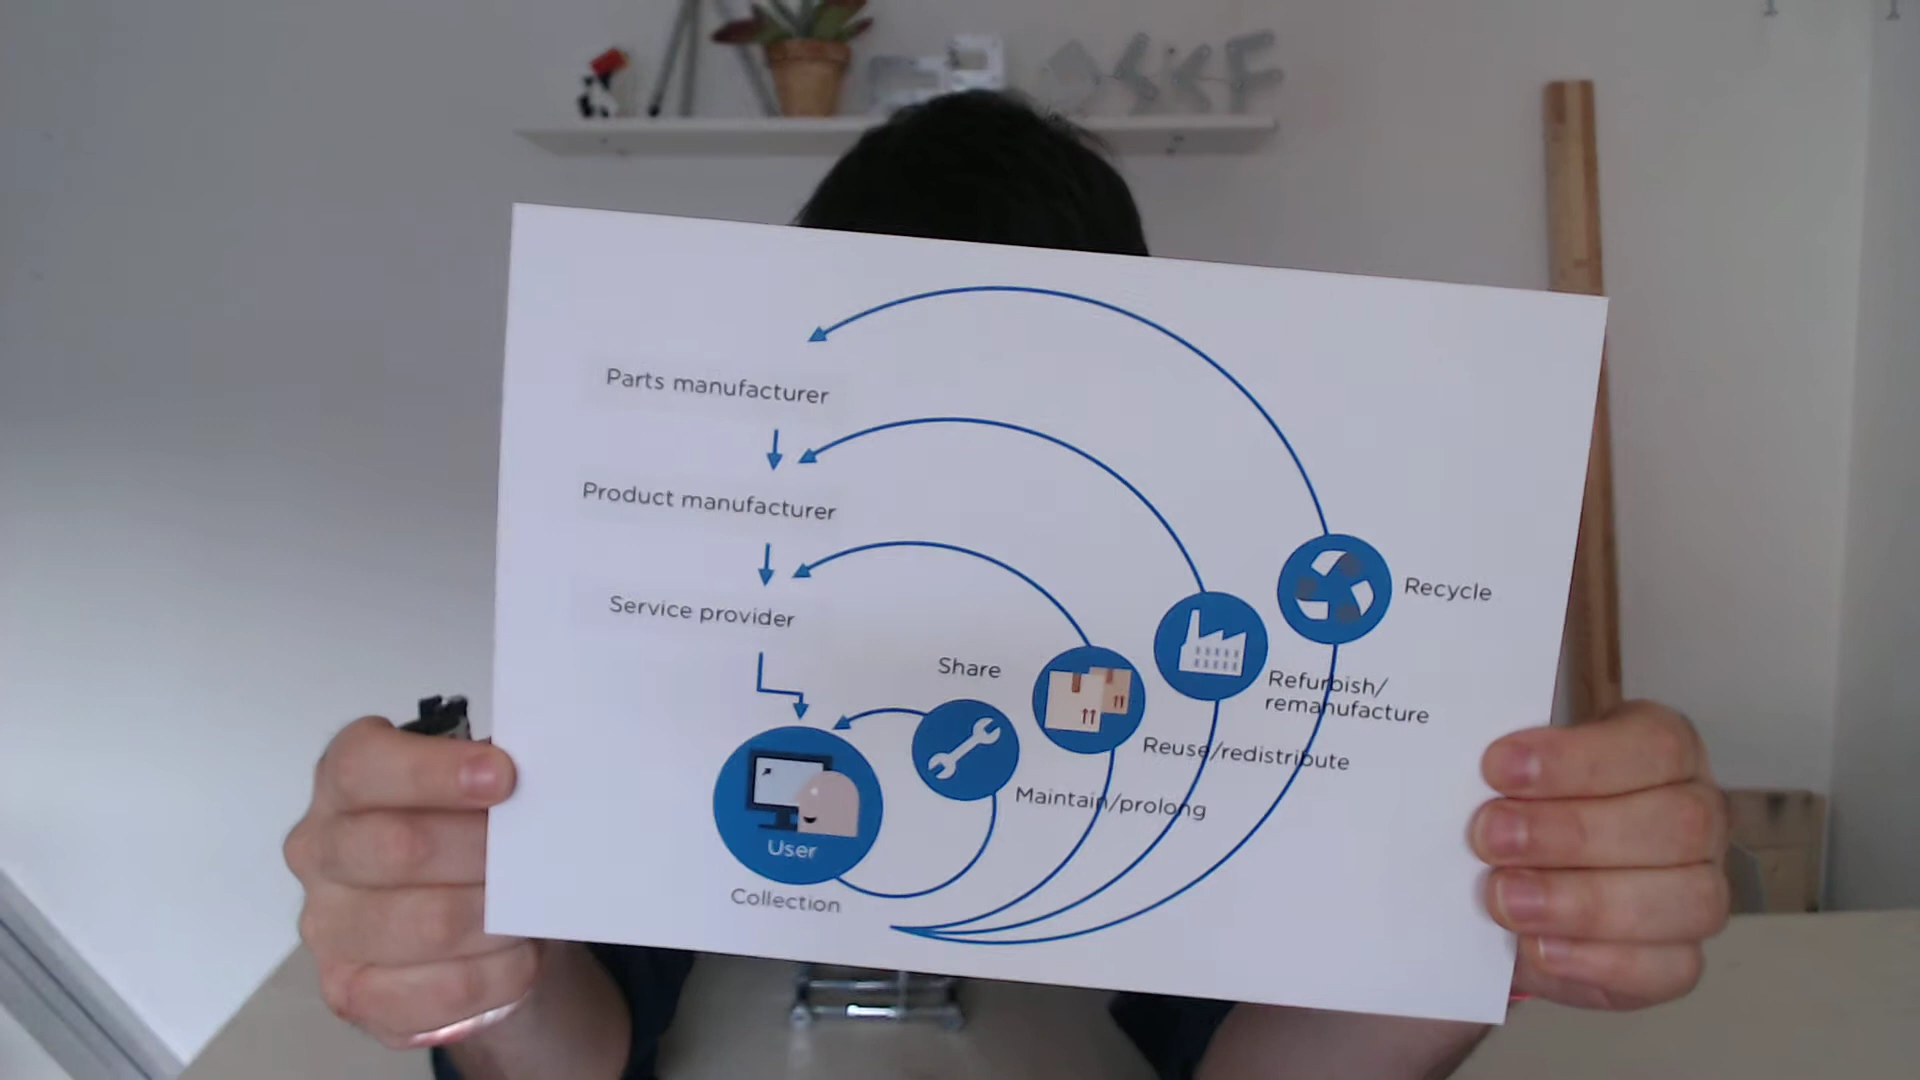 Parts manufacturer
Product manufacturer
Service provider
Share
Recycle
Refurbish/
remanufacture
Reuse/redistribute
Maintain/prolong
User
Collection